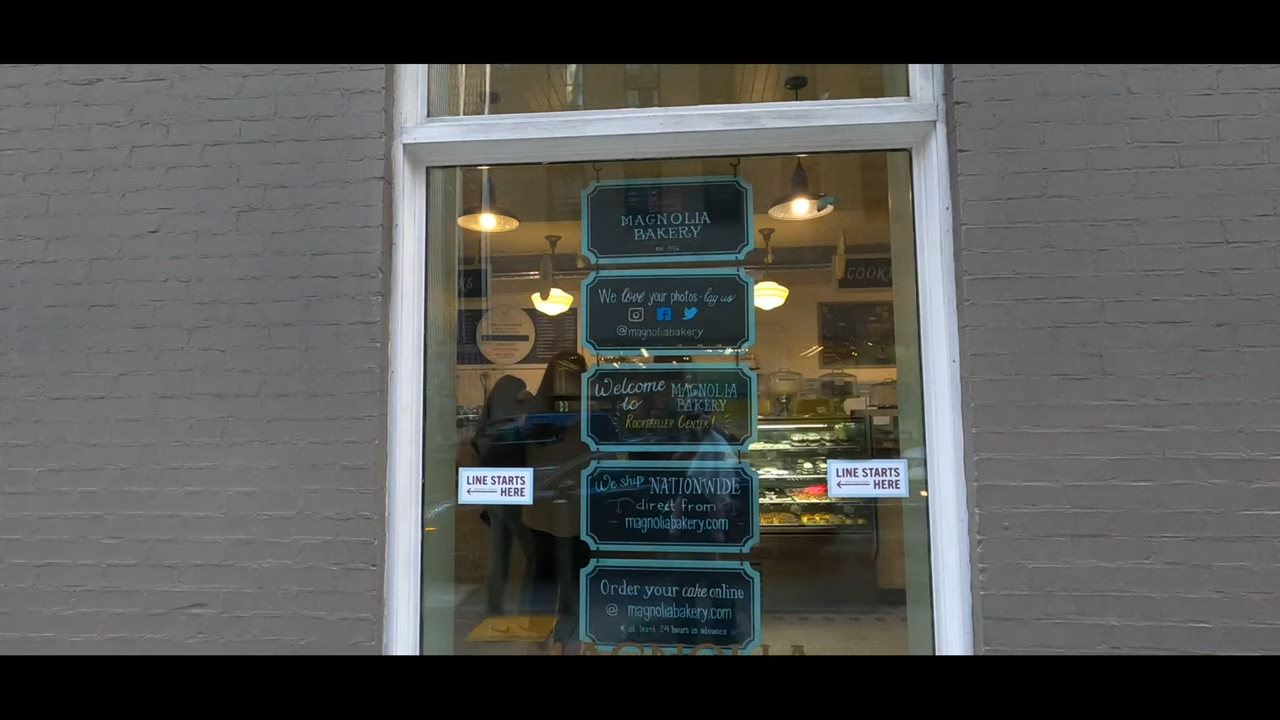 MAGNOLIA
BAKERY
We love your photos - tag us
@magnoliabakery
Welcome
to
MAGNOLIA
BAKERY
ROCKEFELLER CENTER!
We ship NATIONWIDE
direct from
magnoliabakery.com
Order your cake online
@ magnoliabakery.com
* at least 24 hours in advance
LINE STARTS
HERE
LINE STARTS
HERE
MAGNOLIA